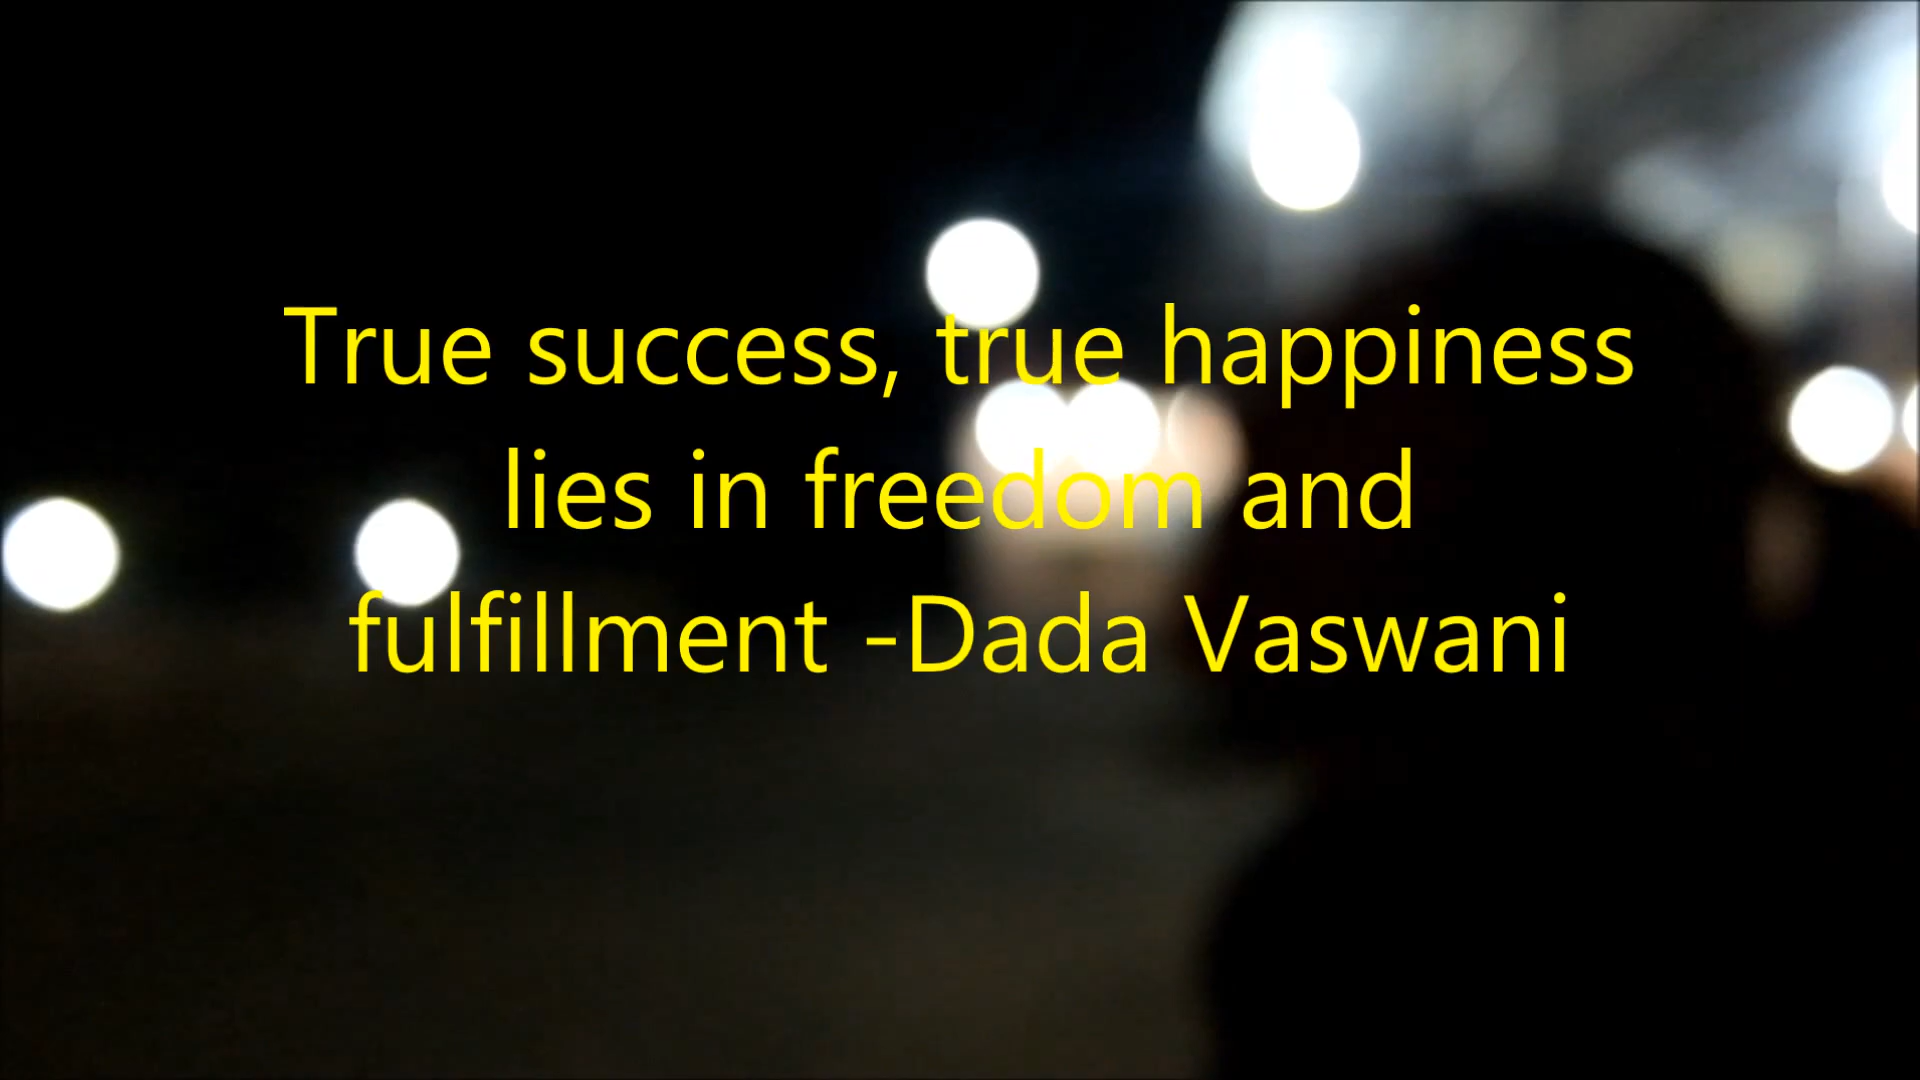 True success, true happiness
lies in freedom and
fulfillment -Dada Vaswani